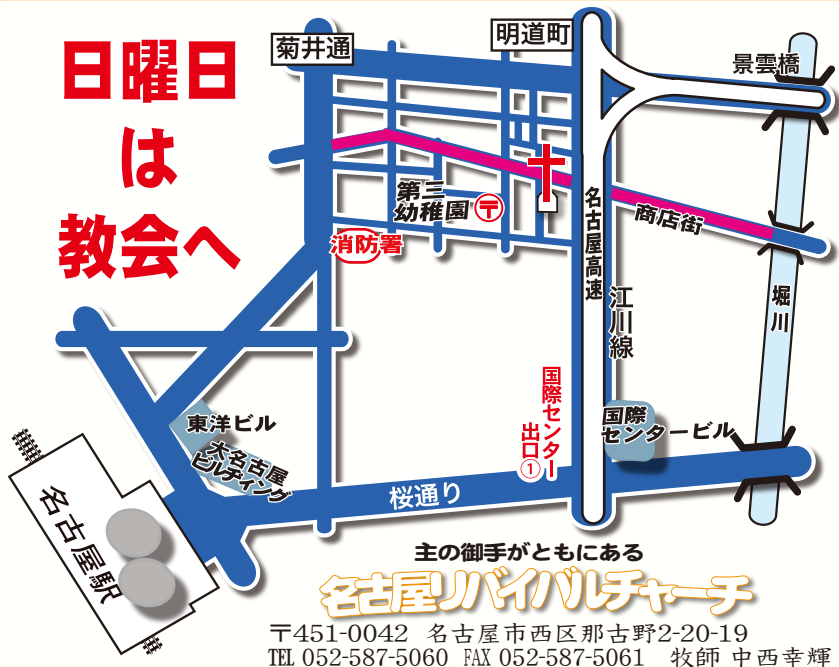 日曜日
は
教会へ
菊井通
明道町
景雲橋
第三
幼稚園
〒
消防署
商店街
名古屋高速
江川線
堀川
国際センター
出口①
国際
センタービル
東洋ビル
大名古屋
ビルヂィング
名古屋駅
桜通り
主の御手がともにある
名古屋リバイバルチャーチ
〒451-0042 名古屋市西区那古野2-20-19
TEL 052-587-5060 FAX 052-587-5061 牧師 中西幸輝